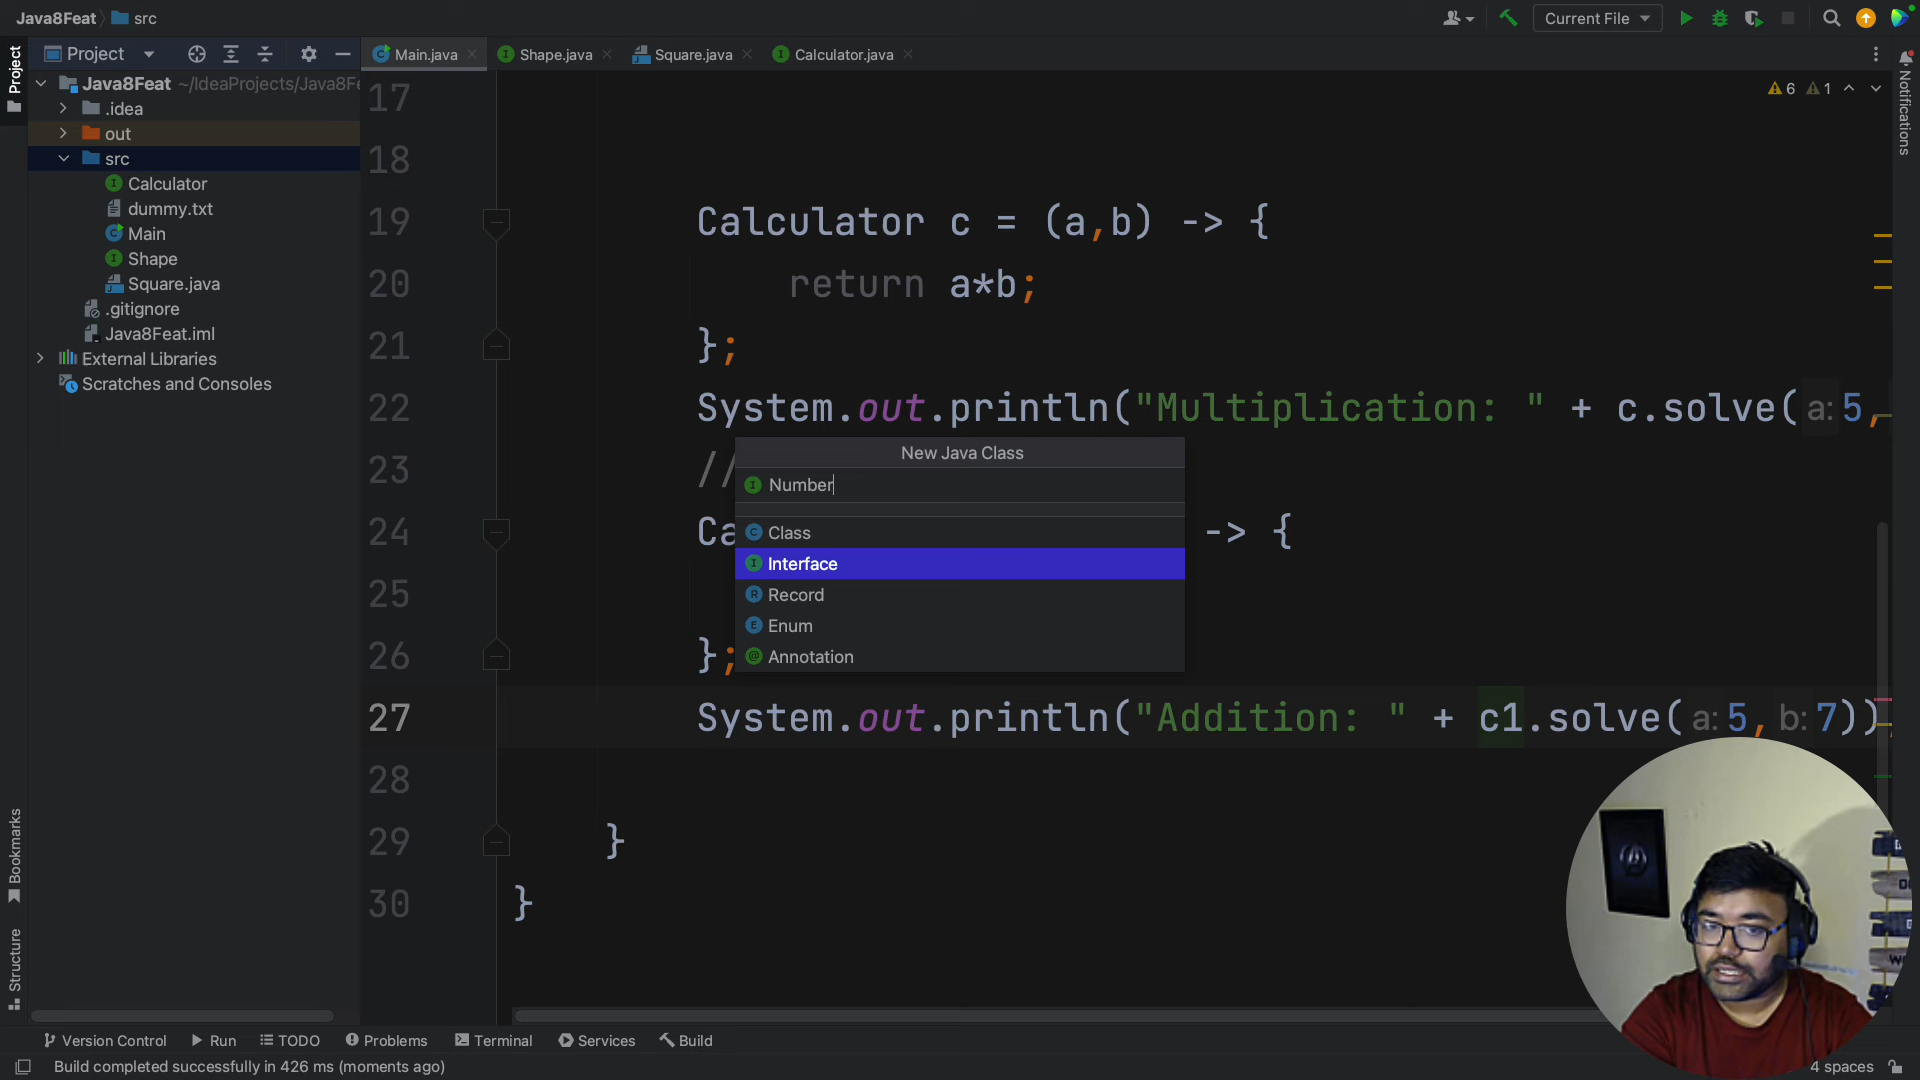 Java8Feat src
Current File
Project
Main.java
Shape.java
Square.java
Calculator.java
Project
Java8Feat ~/IdeaProjects/Java8Fe
.idea
out
src
Calculator
dummy.txt
Main
Shape
Square.java
.gitignore
Java8Feat.iml
External Libraries
Scratches and Consoles
6 1
Notifications
17
18
19 Calculator c = (a,b) -> {
20 return a*b;
21 };
22 System.out.println("Multiplication: " + c.solve( a: 5,
23 //
24 Ca -> {
25
26 };
27 System.out.println("Addition: " + c1.solve( a: 5, b: 7))
28
29 }
30 }
New Java Class
Number
Class
Interface
Record
Enum
Annotation
Bookmarks
Structure
Version Control Run TODO Problems Terminal Services Build
Build completed successfully in 426 ms (moments ago)
4 spaces